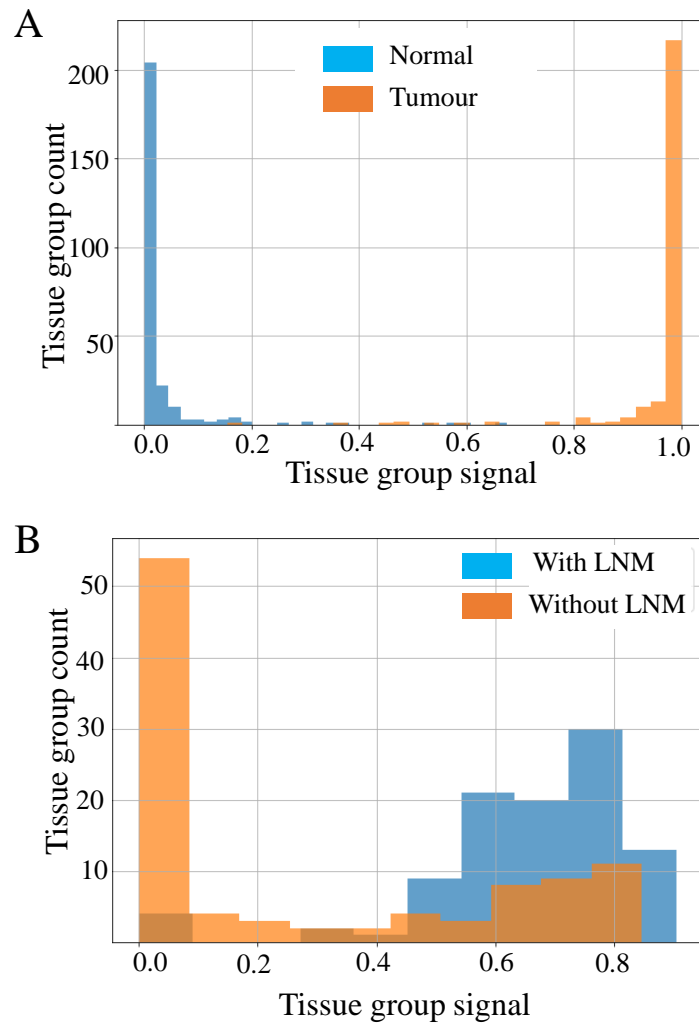 A
Normal
Tumour
Tissue group count
200
150
100
50
0.0 0.2 0.4 0.6 0.8 1.0
Tissue group signal
B
With LNM
Without LNM
Tissue group count
50
40
30
20
10
0.0 0.2 0.4 0.6 0.8
Tissue group signal